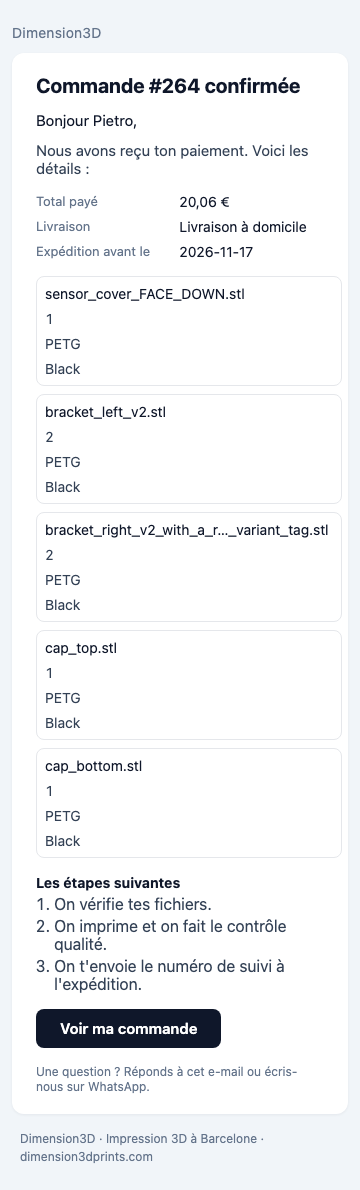 Dimension3D
Commande #264 confirmée
Bonjour Pietro,
Nous avons reçu ton paiement. Voici les
détails :
Total payé 20,06 €
Livraison Livraison à domicile
Expédition avant le 2026-11-17
sensor_cover_FACE_DOWN.stl
1
PETG
Black
bracket_left_v2.stl
2
PETG
Black
bracket_right_v2_with_a_r…_variant_tag.stl
2
PETG
Black
cap_top.stl
1
PETG
Black
cap_bottom.stl
1
PETG
Black
Les étapes suivantes
1. On vérifie tes fichiers.
2. On imprime et on fait le contrôle
qualité.
3. On t'envoie le numéro de suivi à
l'expédition.
Voir ma commande
Une question ? Réponds à cet e-mail ou écris-
nous sur WhatsApp.
Dimension3D · Impression 3D à Barcelone ·
dimension3dprints.com